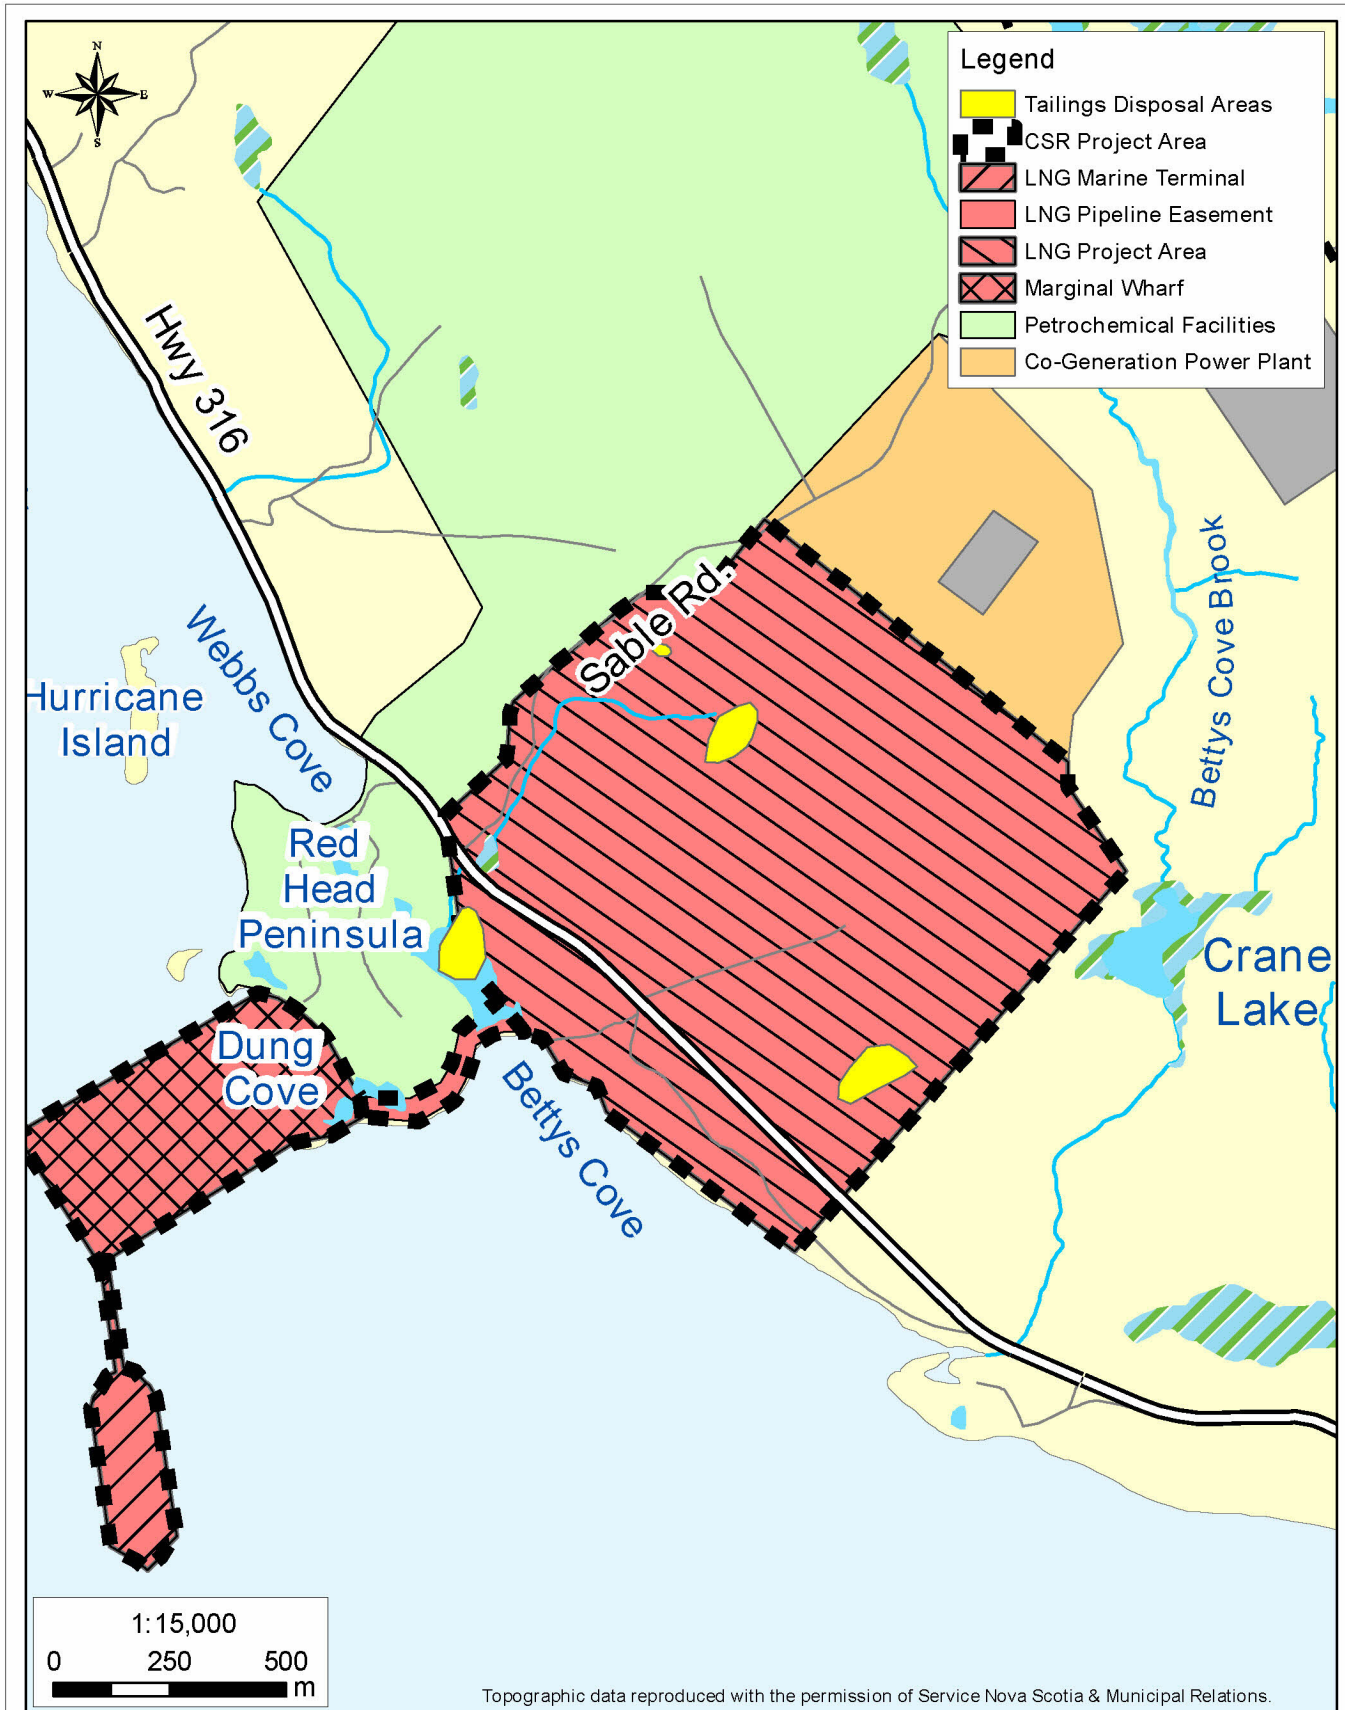 N
W
E
S
Legend
Tailings Disposal Areas
CSR Project Area
LNG Marine Terminal
LNG Pipeline Easement
LNG Project Area
Marginal Wharf
Petrochemical Facilities
Co-Generation Power Plant
Hwy 316
Sable Rd.
Bettys Cove Brook
Webbs Cove
Hurricane
Island
Red
Head
Peninsula
Crane
Lake
Dung
Cove
Bettys Cove
1:15,000
0 250 500
m
Topographic data reproduced with the permission of Service Nova Scotia & Municipal Relations.